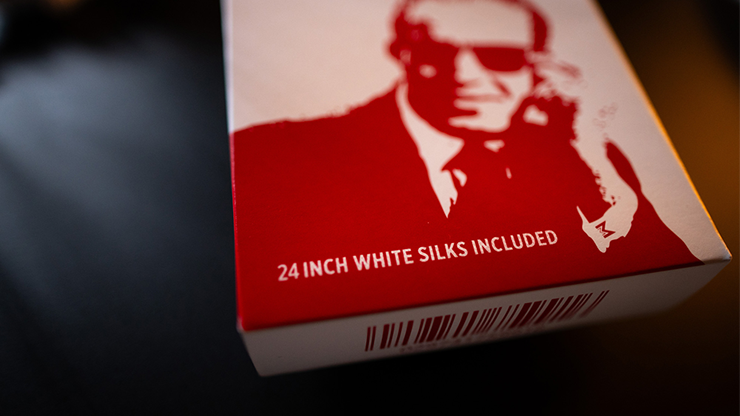 24 INCH WHITE SILKS INCLUDED
M